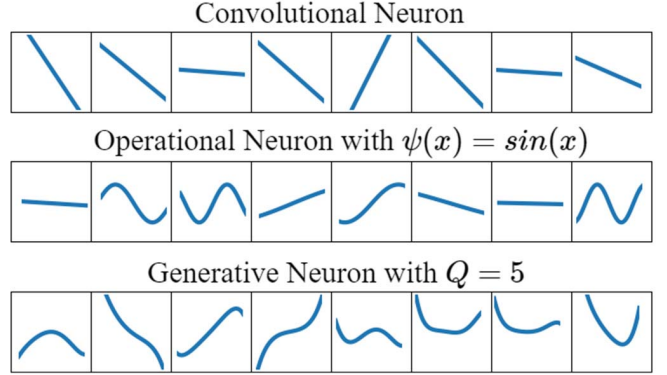 Convolutional Neuron
Operational Neuron with ψ(x) = sin(x)
Generative Neuron with Q = 5